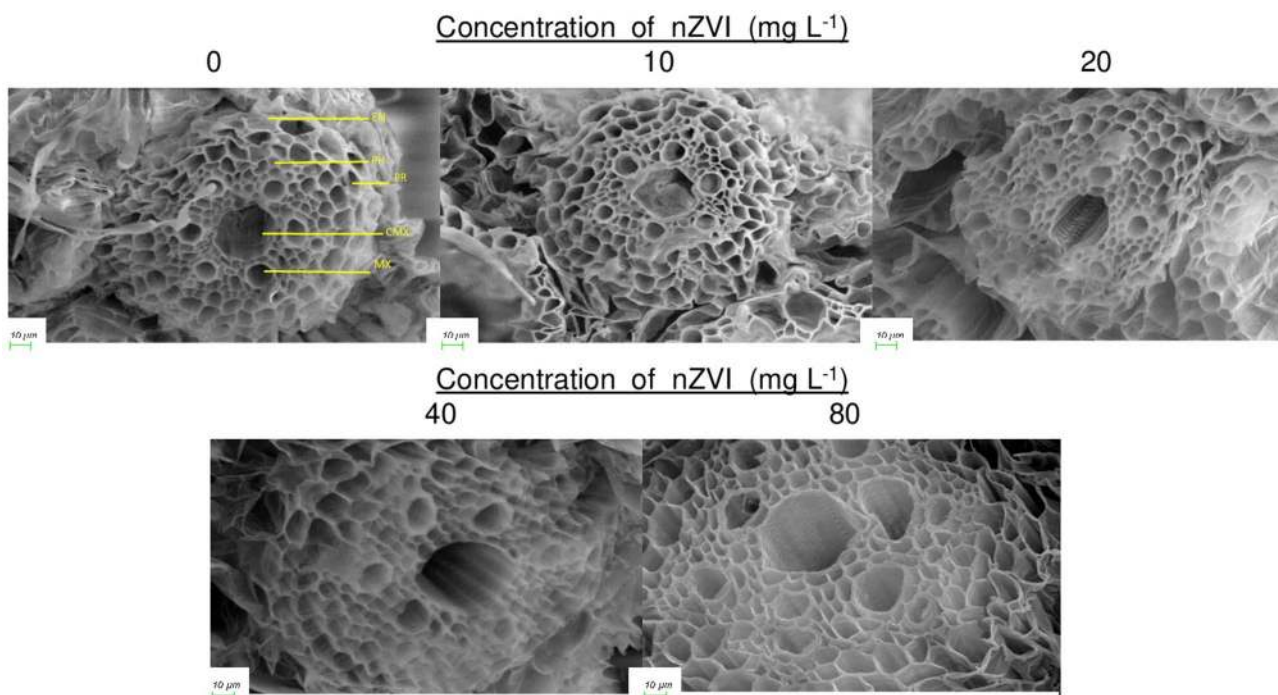 Concentration of nZVI (mg L-1)
0 10 20
EN
PH
PR
CMX
MX
10 µm 10 µm 10 µm
Concentration of nZVI (mg L-1)
40 80
10 µm 10 µm